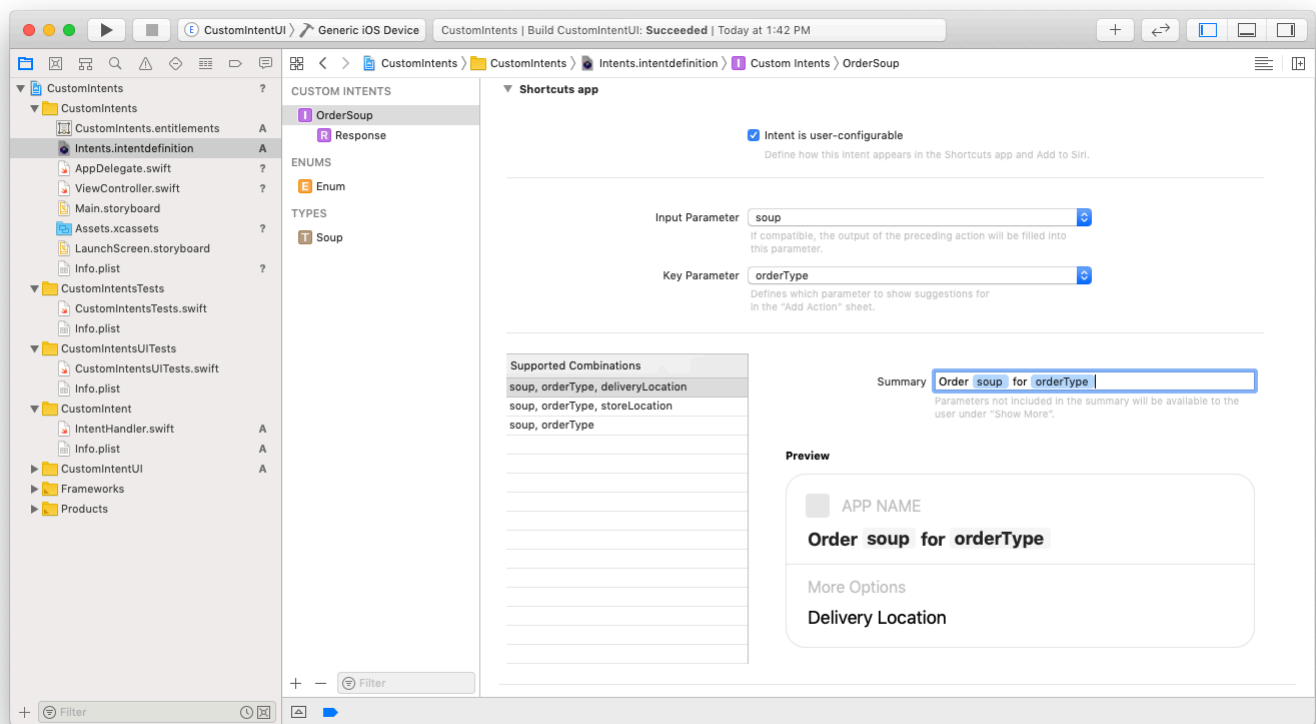 CustomIntentUI 〉 Generic iOS Device
CustomIntents | Build CustomIntentUI: Succeeded | Today at 1:42 PM
CustomIntents 〉 CustomIntents 〉 Intents.intentdefinition 〉 I Custom Intents 〉 OrderSoup
CustomIntents ?
CustomIntents
CustomIntents.entitlements A
Intents.intentdefinition A
AppDelegate.swift ?
ViewController.swift ?
Main.storyboard
Assets.xcassets ?
LaunchScreen.storyboard
Info.plist ?
CustomIntentsTests
CustomIntentsTests.swift
Info.plist
CustomIntentsUITests
CustomIntentsUITests.swift
Info.plist
CustomIntent
IntentHandler.swift A
Info.plist A
CustomIntentUI A
Frameworks
Products
Filter
CUSTOM INTENTS
I OrderSoup
R Response
ENUMS
E Enum
TYPES
T Soup
Filter
Shortcuts app
Intent is user-configurable
Define how this intent appears in the Shortcuts app and Add to Siri.
Input Parameter soup
If compatible, the output of the preceding action will be filled into
this parameter.
Key Parameter orderType
Defines which parameter to show suggestions for
in the "Add Action" sheet.
Supported Combinations
soup, orderType, deliveryLocation
soup, orderType, storeLocation
soup, orderType
Summary Order soup for orderType
Parameters not included in the summary will be available to the
user under "Show More".
Preview
APP NAME
Order soup for orderType
More Options
Delivery Location